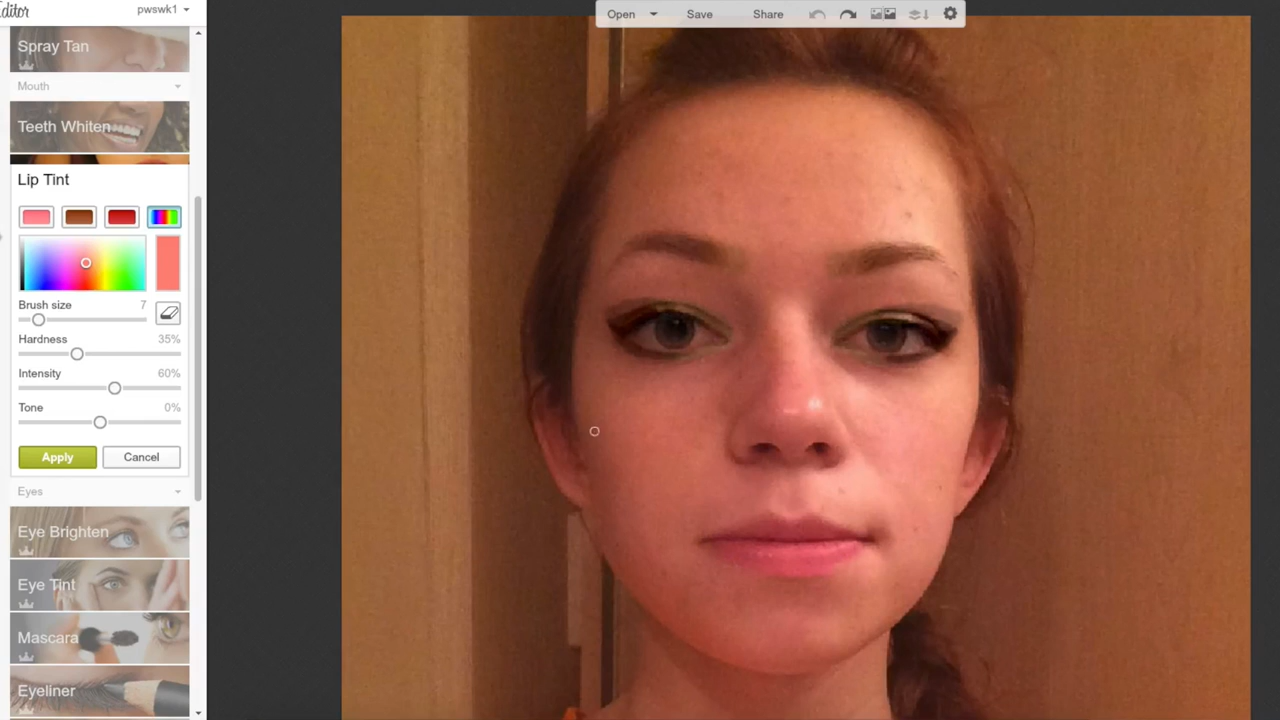 Editor
pwswk1
Open
Save
Share
Spray Tan
Mouth
Teeth Whiten
Lip Tint
Brush size 7
Hardness 35%
Intensity 60%
Tone 0%
Apply Cancel
Eyes
Eye Brighten
Eye Tint
Mascara
Eyeliner